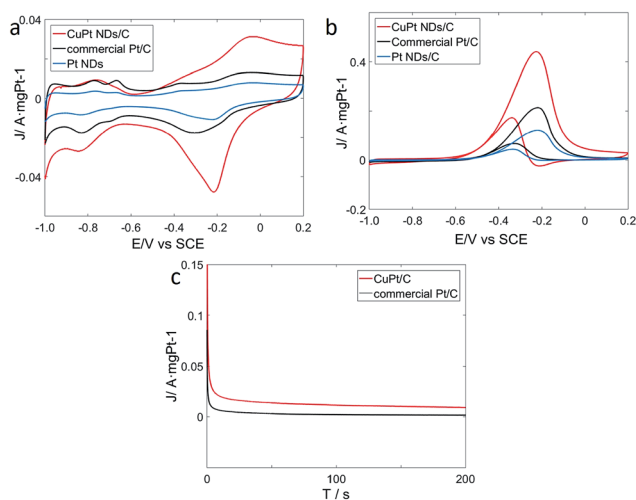 a
0.04
CuPt NDs/C
commercial Pt/C
Pt NDs
J/ A·mgPt-1
0
-0.04
-1.0 -0.8 -0.6 -0.4 -0.2 0 0.2
E/V vs SCE
b
CuPt NDs/C
Commercial Pt/C
Pt NDs/C
J/ A·mgPt-1
0.4
0
-0.2
-1.0 -0.8 -0.6 -0.4 -0.2 0.2
E/V vs SCE
c
0.15
CuPt/C
commercial Pt/C
0.1
J/ A·mgPt-1
0.05
0
0 100 200
T / s